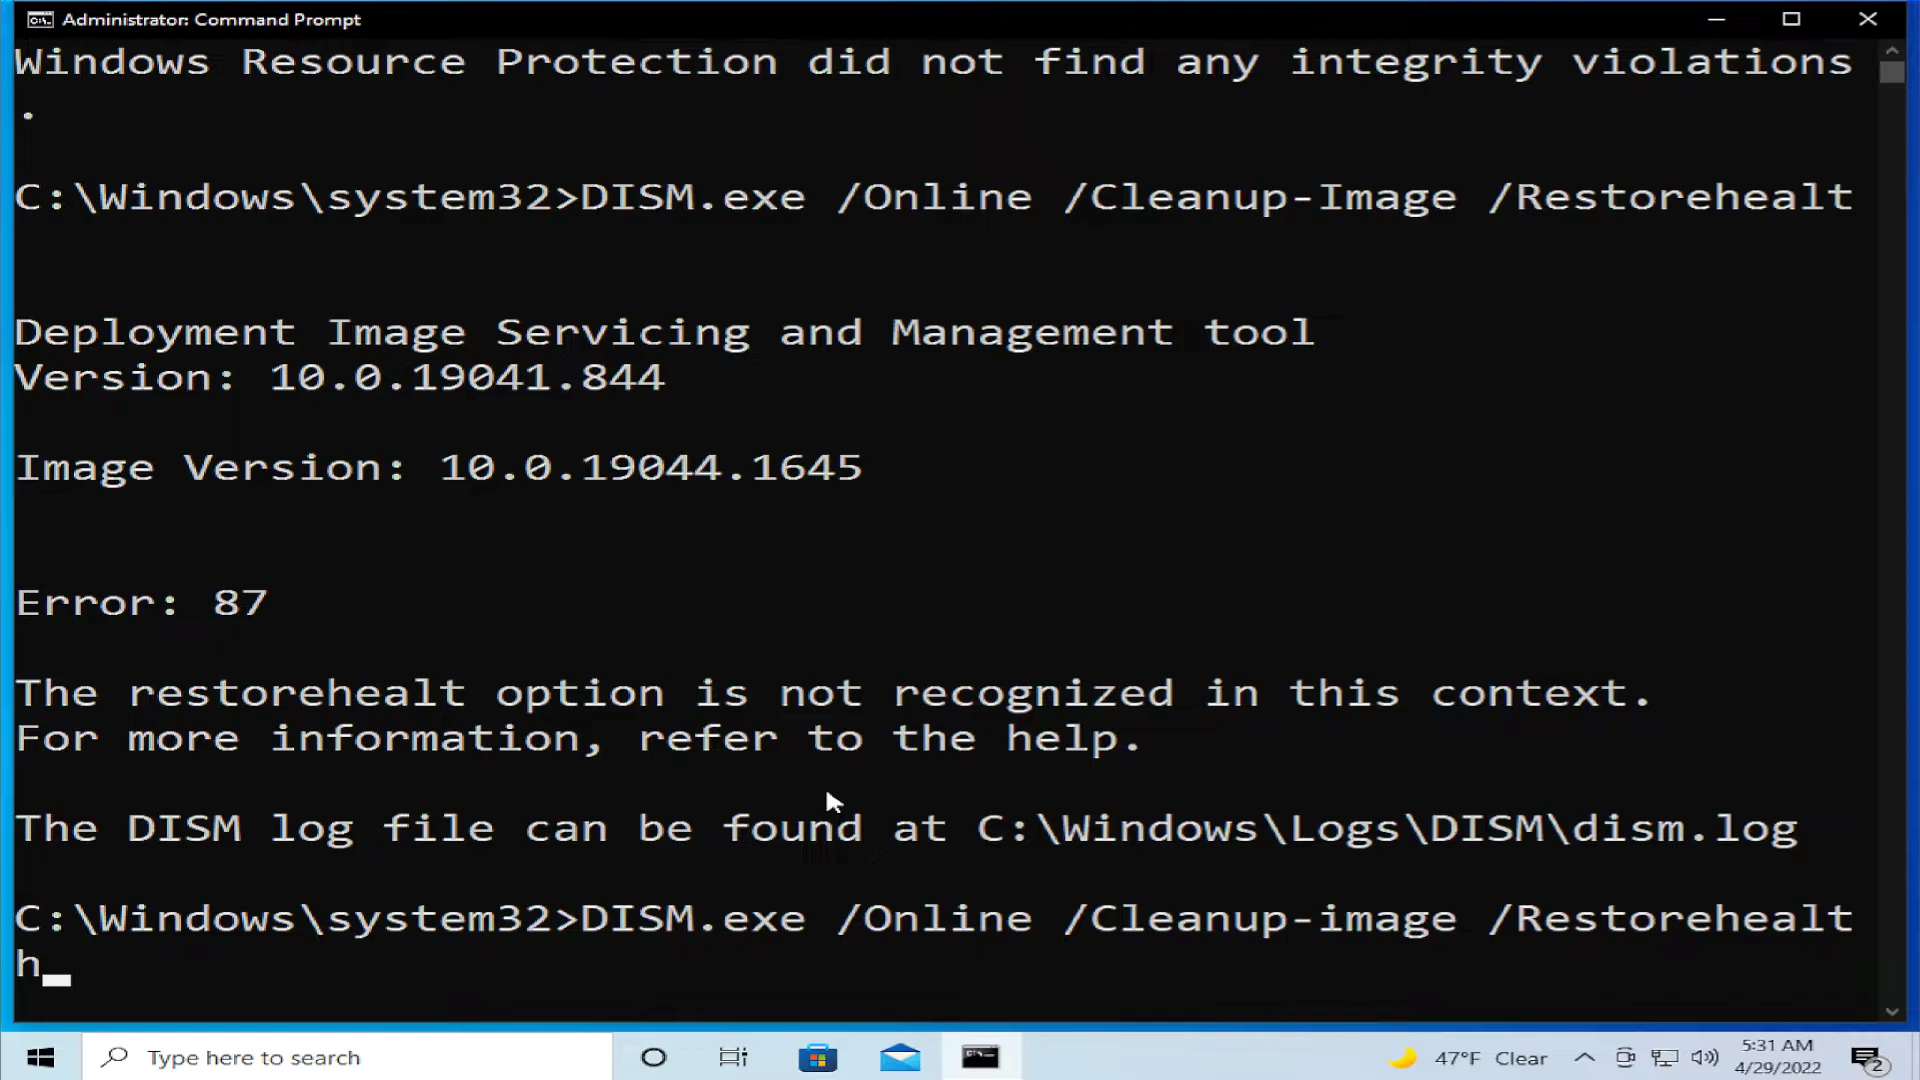 Administrator: Command Prompt
Windows Resource Protection did not find any integrity violations
.
C:\Windows\system32>DISM.exe /Online /Cleanup-Image /Restorehealt
Deployment Image Servicing and Management tool
Version: 10.0.19041.844
Image Version: 10.0.19044.1645
Error: 87
The restorehealt option is not recognized in this context.
For more information, refer to the help.
The DISM log file can be found at C:\Windows\Logs\DISM\dism.log
C:\Windows\system32>DISM.exe /Online /Cleanup-image /Restorehealt
h
Type here to search
47°F Clear
5:31 AM
4/29/2022
2